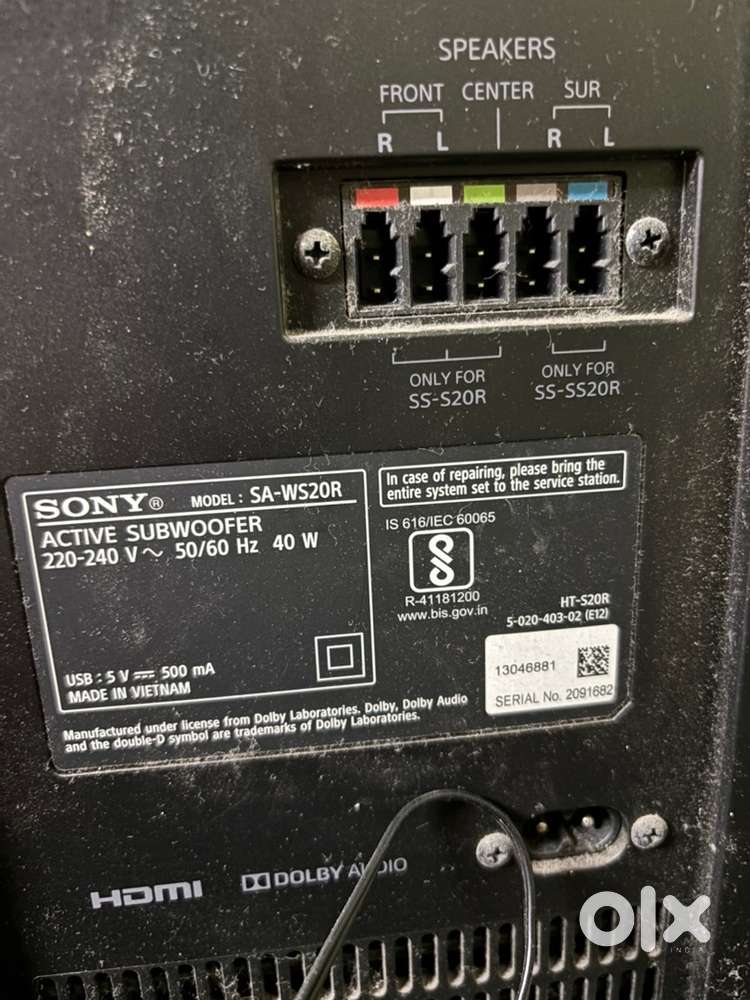 SPEAKERS
FRONT CENTER SUR
R L R L
ONLY FOR
SS-S20R
ONLY FOR
SS-SS20R
SONY® MODEL : SA-WS20R
ACTIVE SUBWOOFER
220-240 V ~ 50/60 Hz 40 W
USB : 5 V ⎓ 500 mA
MADE IN VIETNAM
In case of repairing, please bring the
entire system set to the service station.
IS 616/IEC 60065
R-41181200
www.bis.gov.in
HT-S20R
5-020-403-02 (E12)
13046881
SERIAL No. 2091682
Manufactured under license from Dolby Laboratories. Dolby, Dolby Audio
and the double-D symbol are trademarks of Dolby Laboratories.
HDMI
DOLBY AUDIO
olx
INDIA